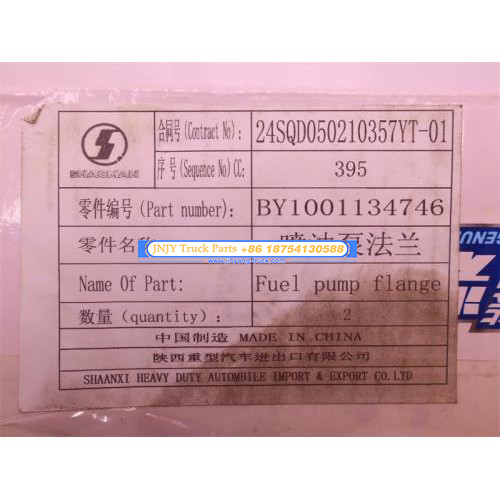 SHACMAN
合同号(Contract No): 24SQD050210357YT-01
序号(Sequence No)CC: 395
零件编号(Part number): BY1001134746
零件名称 喷油泵法兰
JNJY Truck Parts +86 18754130588
Name Of Part: Fuel pump flange
数量(quantity): 2
中国制造 MADE IN CHINA
陕西重型汽车进出口有限公司
SHAANXI HEAVY DUTY AUTOMBILE IMPORT & EXPORT CO.LTD
GENU